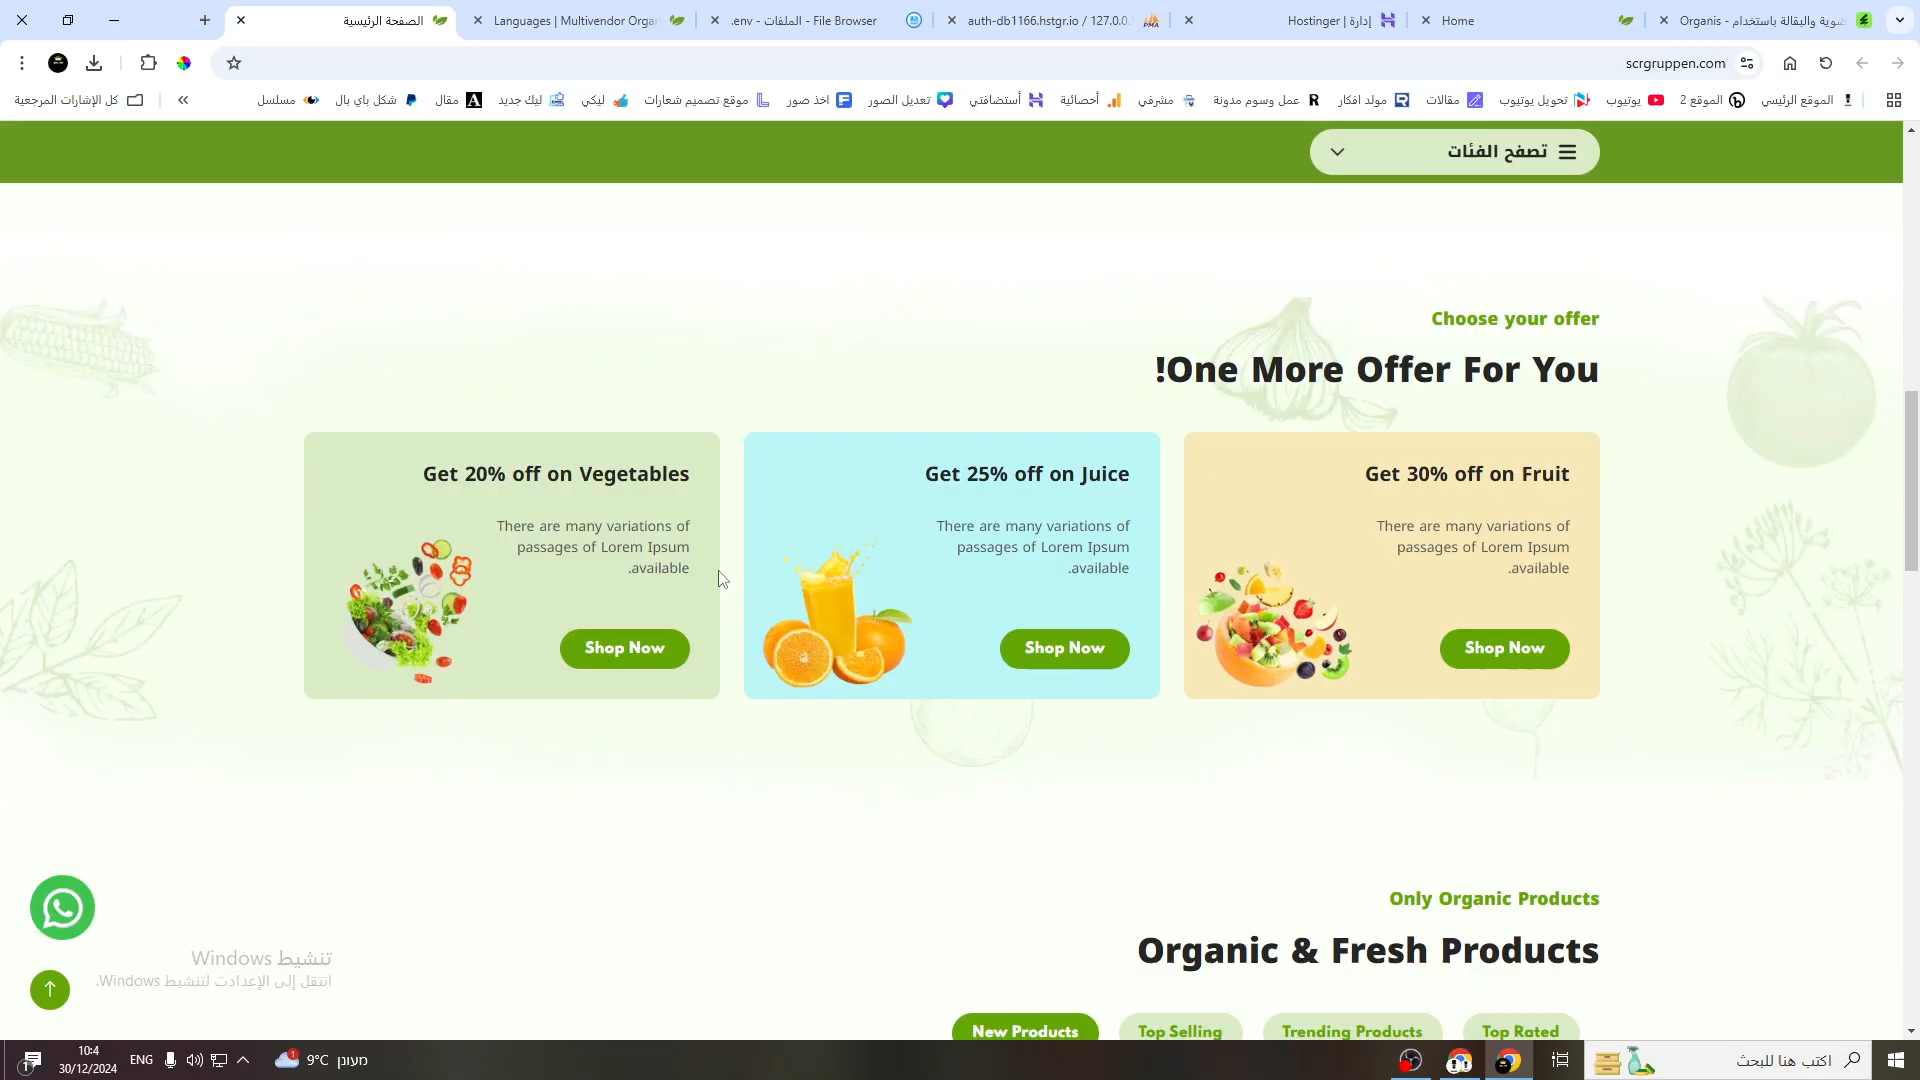 الصفحة الرئيسية
Languages | Multivendor Organ
.env - الملفات - File Browser
auth-db1166.hstgr.io / 127.0.0.
Hostinger | إدارة
Home
Organis - ضوية والبقالة باستخدام
scrgruppen.com
الموقع الرئيسي
الموقع 2
يوتيوب
تحويل يوتيوب
مقالات
مولد افكار
عمل وسوم مدونة
مشرفي
أحصائية
أستضافتي
تعديل الصور
اخذ صور
موقع تصميم شعارات
ليكي
ليك جديد
مقال
شكل باي بال
مسلسل
كل الإشارات المرجعية
تصفح الفئات
Choose your offer
!One More Offer For You
Get 30% off on Fruit
There are many variations of
passages of Lorem Ipsum
.available
Shop Now
Get 25% off on Juice
There are many variations of
passages of Lorem Ipsum
.available
Shop Now
Get 20% off on Vegetables
There are many variations of
passages of Lorem Ipsum
.available
Shop Now
Only Organic Products
Organic & Fresh Products
Top Rated
Trending Products
Top Selling
New Products
تنشيط Windows
انتقل إلى الإعدادت لتنشيط Windows.
اكتب هنا للبحث
9°C מעונן
ENG
10:4
30/12/2024